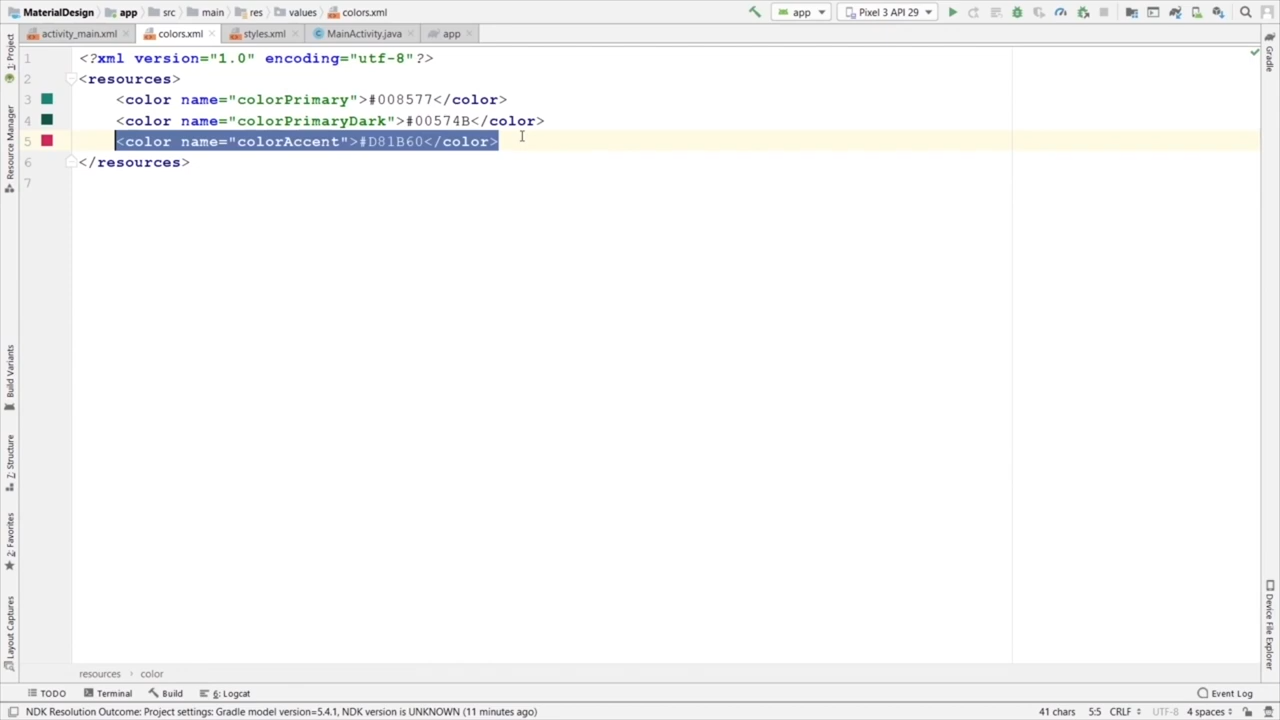 MaterialDesign › app › src › main › res › values › colors.xml
app
Pixel 3 API 29
activity_main.xml
colors.xml
styles.xml
MainActivity.java
app
1 <?xml version="1.0" encoding="utf-8"?>
2 <resources>
3 <color name="colorPrimary">#008577</color>
4 <color name="colorPrimaryDark">#00574B</color>
5 <color name="colorAccent">#D81B60</color>
6 </resources>
7
1: Project
Resource Manager
Build Variants
7: Structure
2: Favorites
Layout Captures
Gradle
Device File Explorer
resources › color
TODO
Terminal
Build
6: Logcat
Event Log
NDK Resolution Outcome: Project settings: Gradle model version=5.4.1, NDK version is UNKNOWN (11 minutes ago)
41 chars
5:5
CRLF
UTF-8
4 spaces